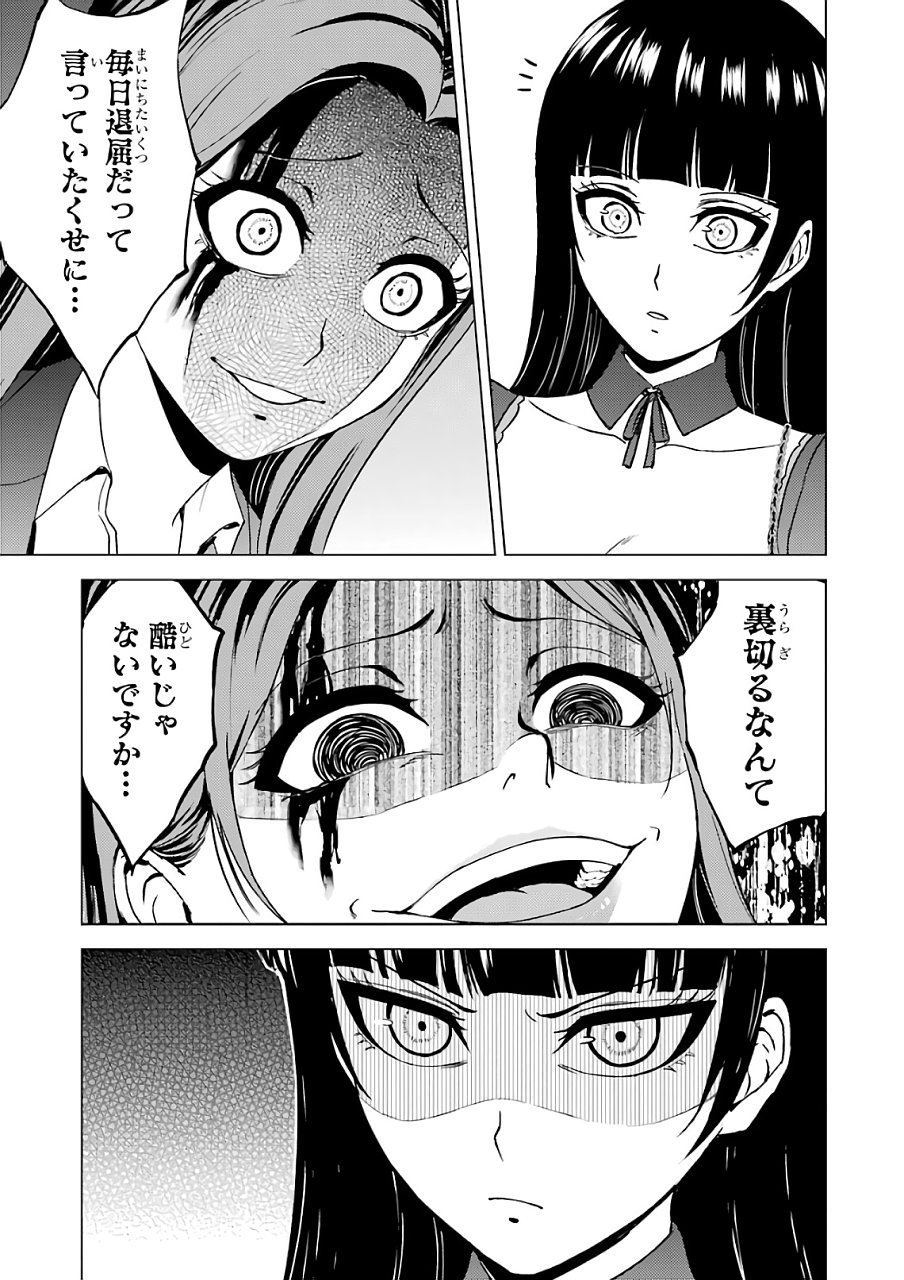 毎日退屈だって
言っていたくせに…
裏切るなんて
酷いじゃ
ないですか…